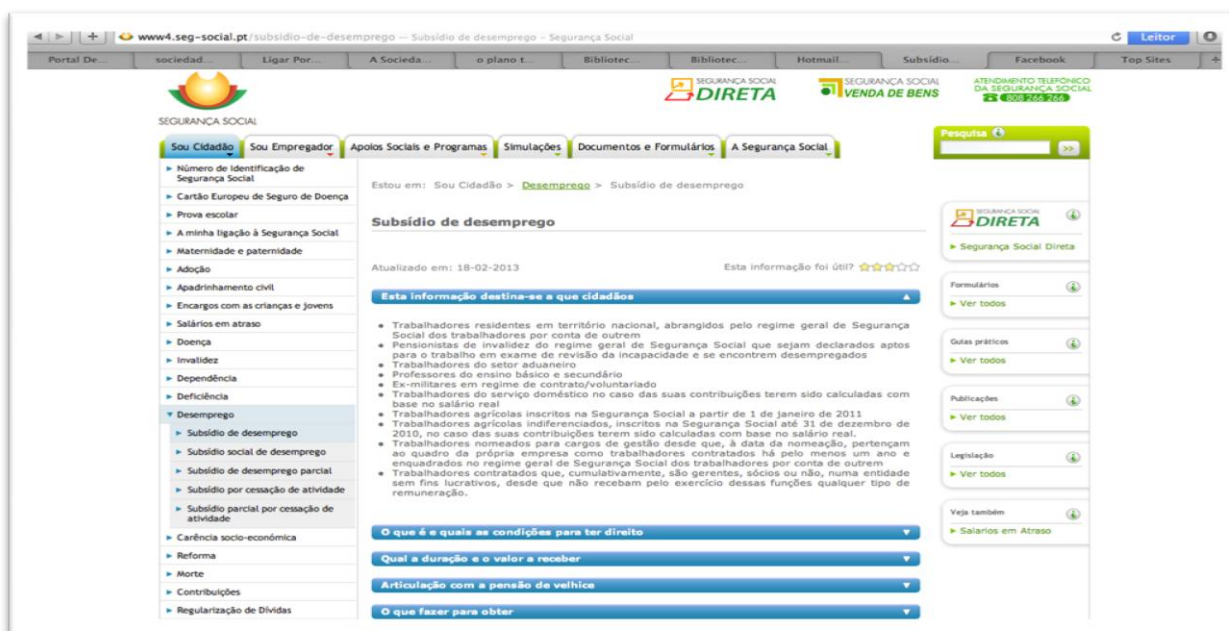 www4.seg-social.pt/subsidio-de-desemprego — Subsídio de desemprego - Segurança Social
Leitor
Portal De... sociedad... Ligar Por... A Socieda... o plano t... Bibliotec... Bibliotec... Hotmail... Subsídio... Facebook Top Sites
SEGURANÇA SOCIAL
SEGURANÇA SOCIAL
DIRETA
SEGURANÇA SOCIAL
VENDA DE BENS
ATENDIMENTO TELEFÓNICO
DA SEGURANÇA SOCIAL
808 266 266
Sou Cidadão Sou Empregador Apoios Sociais e Programas Simulações Documentos e Formulários A Segurança Social
Pesquisa
>>
Número de Identificação de
Segurança Social
Cartão Europeu de Seguro de Doença
Prova escolar
A minha ligação à Segurança Social
Maternidade e paternidade
Adoção
Apadrinhamento civil
Encargos com as crianças e jovens
Salários em atraso
Doença
Invalidez
Dependência
Deficiência
Desemprego
Subsídio de desemprego
Subsídio social de desemprego
Subsídio de desemprego parcial
Subsídio por cessação de atividade
Subsídio parcial por cessação de
atividade
Carência socio-económica
Reforma
Morte
Contribuições
Regularização de Dívidas
Estou em: Sou Cidadão > Desemprego > Subsídio de desemprego
Subsídio de desemprego
Atualizado em: 18-02-2013
Esta informação foi útil?
Esta informação destina-se a que cidadãos
Trabalhadores residentes em território nacional, abrangidos pelo regime geral de Segurança
Social dos trabalhadores por conta de outrem
Pensionistas de invalidez do regime geral de Segurança Social que sejam declarados aptos
para o trabalho em exame de revisão da incapacidade e se encontrem desempregados
Trabalhadores do setor aduaneiro
Professores do ensino básico e secundário
Ex-militares em regime de contrato/voluntariado
Trabalhadores do serviço doméstico no caso das suas contribuições terem sido calculadas com
base no salário real
Trabalhadores agrícolas inscritos na Segurança Social a partir de 1 de janeiro de 2011
Trabalhadores agrícolas indiferenciados, inscritos na Segurança Social até 31 de dezembro de
2010, no caso das suas contribuições terem sido calculadas com base no salário real.
Trabalhadores nomeados para cargos de gestão desde que, à data da nomeação, pertençam
ao quadro da própria empresa como trabalhadores contratados há pelo menos um ano e
enquadrados no regime geral de Segurança Social dos trabalhadores por conta de outrem
Trabalhadores contratados que, cumulativamente, são gerentes, sócios ou não, numa entidade
sem fins lucrativos, desde que não recebam pelo exercício dessas funções qualquer tipo de
remuneração.
O que é e quais as condições para ter direito
Qual a duração e o valor a receber
Articulação com a pensão de velhice
O que fazer para obter
SEGURANÇA SOCIAL
DIRETA
Segurança Social Direta
Formulários
Ver todos
Guias práticos
Ver todos
Publicações
Ver todos
Legislação
Ver todos
Veja também
Salarios em Atraso